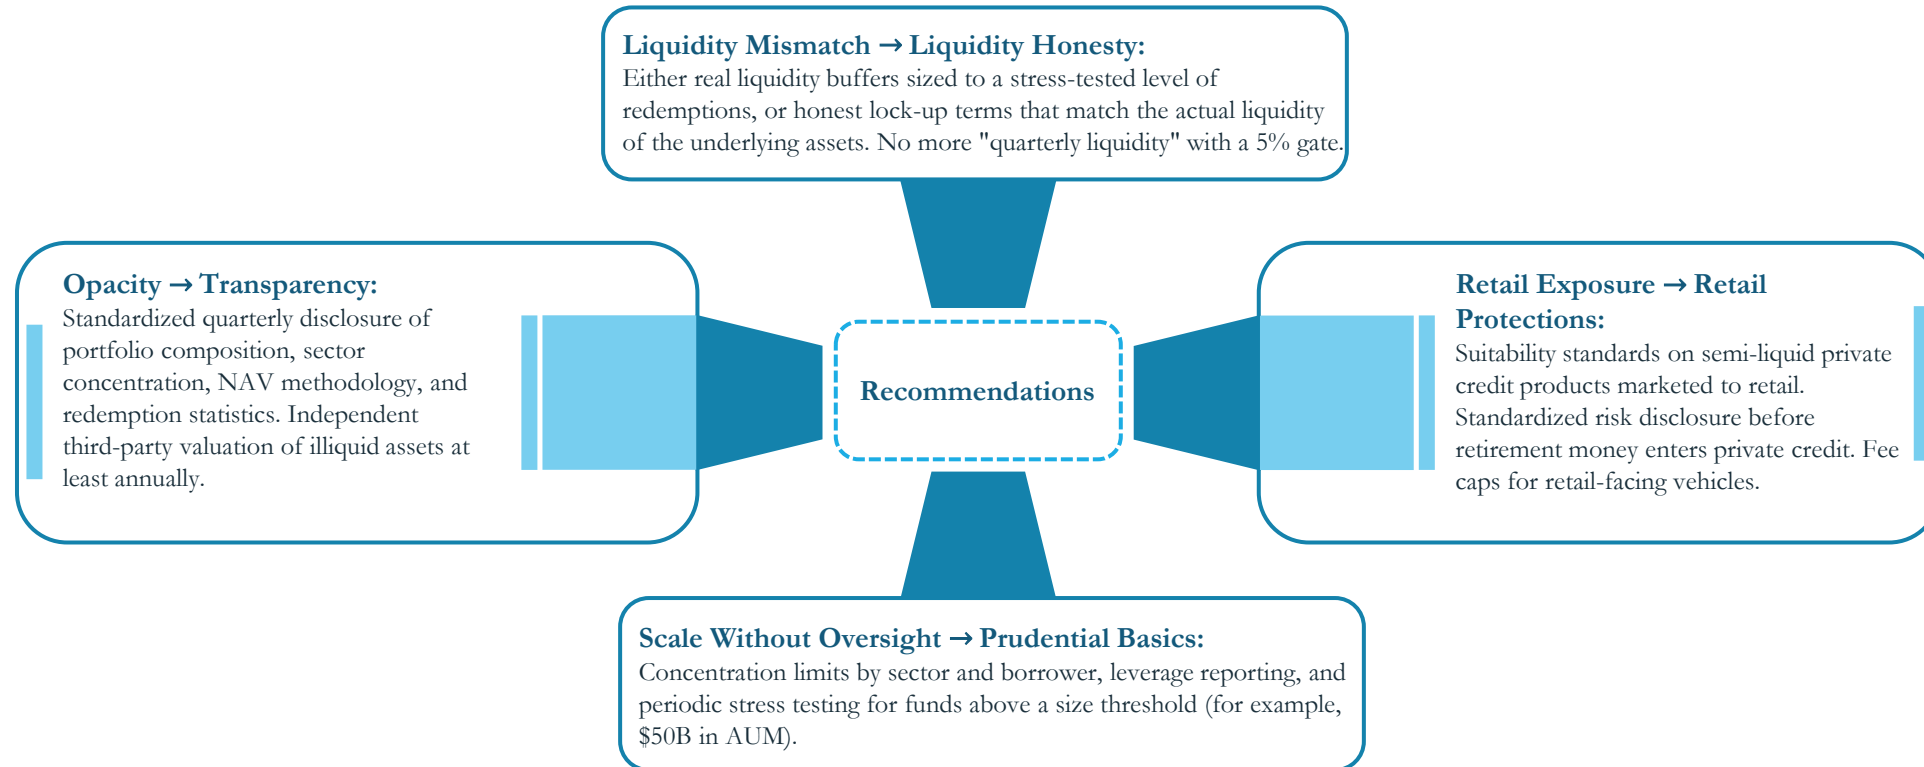 Liquidity Mismatch → Liquidity Honesty:
Either real liquidity buffers sized to a stress-tested level of
redemptions, or honest lock-up terms that match the actual liquidity
of the underlying assets. No more "quarterly liquidity" with a 5% gate.
Opacity → Transparency:
Standardized quarterly disclosure of
portfolio composition, sector
concentration, NAV methodology, and
redemption statistics. Independent
third-party valuation of illiquid assets at
least annually.
Recommendations
Retail Exposure → Retail
Protections:
Suitability standards on semi-liquid private
credit products marketed to retail.
Standardized risk disclosure before
retirement money enters private credit. Fee
caps for retail-facing vehicles.
Scale Without Oversight → Prudential Basics:
Concentration limits by sector and borrower, leverage reporting, and
periodic stress testing for funds above a size threshold (for example,
$50B in AUM).